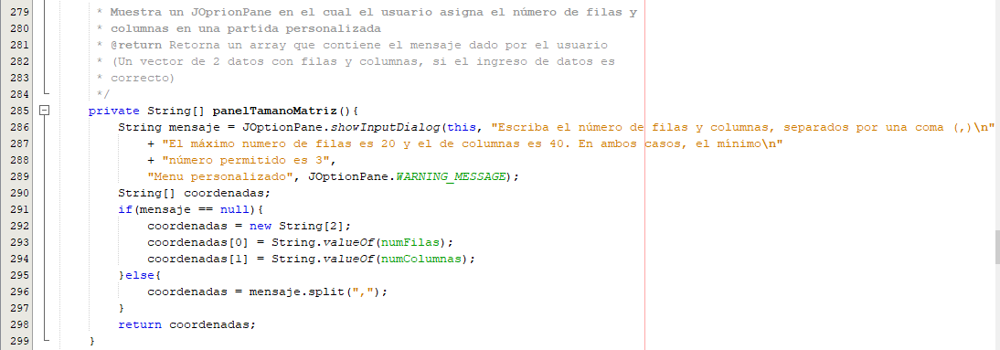 279 * Muestra un JOprionPane en el cual el usuario asigna el número de filas y
280 * columnas en una partida personalizada
281 * @return Retorna un array que contiene el mensaje dado por el usuario
282 * (Un vector de 2 datos con filas y columnas, si el ingreso de datos es
283 * correcto)
284 */
285 private String[] panelTamanoMatriz(){
286 String mensaje = JOptionPane.showInputDialog(this, "Escriba el número de filas y columnas, separados por una coma (,)\n"
287 + "El máximo numero de filas es 20 y el de columnas es 40. En ambos casos, el mínimo\n"
288 + "número permitido es 3",
289 "Menu personalizado", JOptionPane.WARNING_MESSAGE);
290 String[] coordenadas;
291 if(mensaje == null){
292 coordenadas = new String[2];
293 coordenadas[0] = String.valueOf(numFilas);
294 coordenadas[1] = String.valueOf(numColumnas);
295 }else{
296 coordenadas = mensaje.split(",");
297 }
298 return coordenadas;
299 }